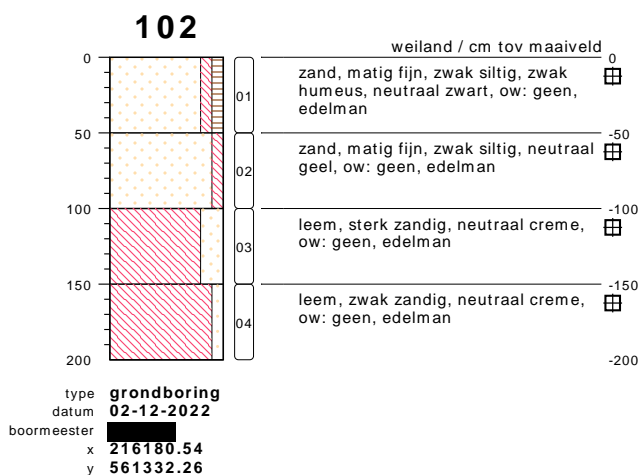 102
weiland / cm tov maaiveld
0
0
zand, matig fijn, zwak siltig, zwak
humeus, neutraal zwart, ow: geen,
edelman
01
50
-50
zand, matig fijn, zwak siltig, neutraal
geel, ow: geen, edelman
02
100
-100
leem, sterk zandig, neutraal creme,
ow: geen, edelman
03
150
-150
leem, zwak zandig, neutraal creme,
ow: geen, edelman
04
200
-200
type grondboring
datum 02-12-2022
boormeester
x 216180.54
y 561332.26